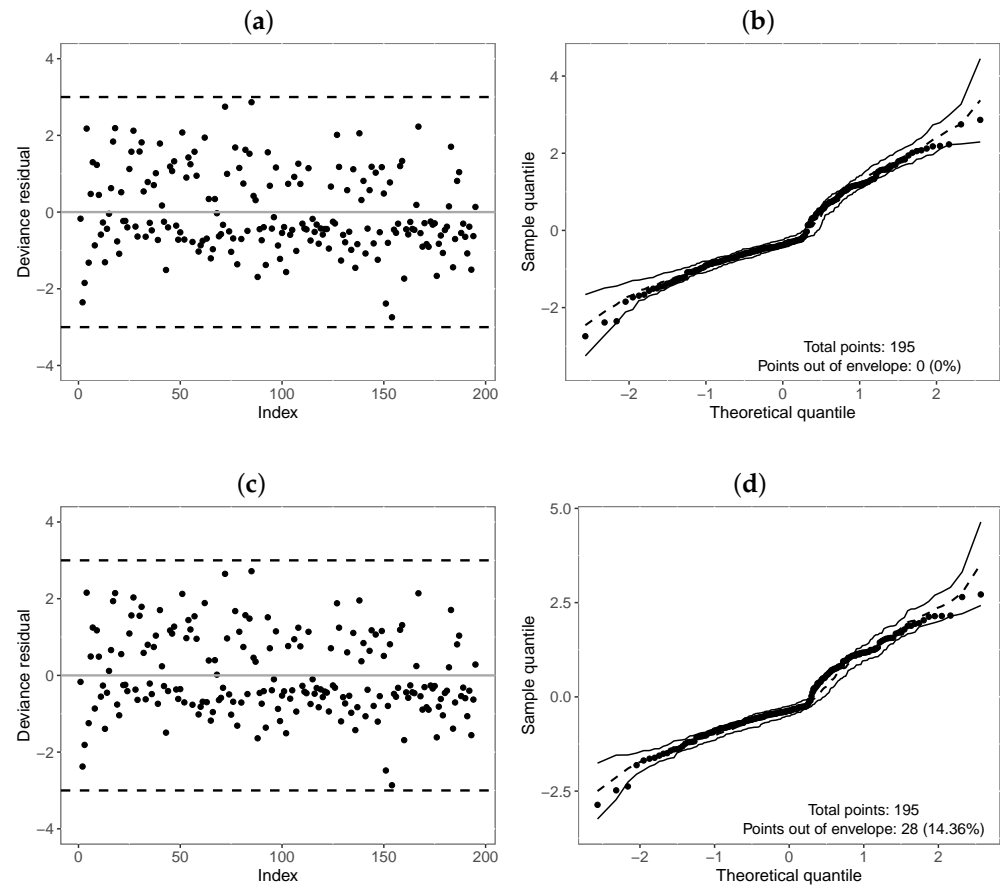 (a)
4
2
0
−2
−4
Deviance residual
0 50 100 150 200
Index
(b)
4
2
0
−2
Sample quantile
Total points: 195
Points out of envelope: 0 (0%)
−2 −1 0 1 2
Theoretical quantile
(c)
4
2
0
−2
−4
Deviance residual
0 50 100 150 200
Index
(d)
5.0
2.5
0.0
−2.5
Sample quantile
Total points: 195
Points out of envelope: 28 (14.36%)
−2 −1 0 1 2
Theoretical quantile